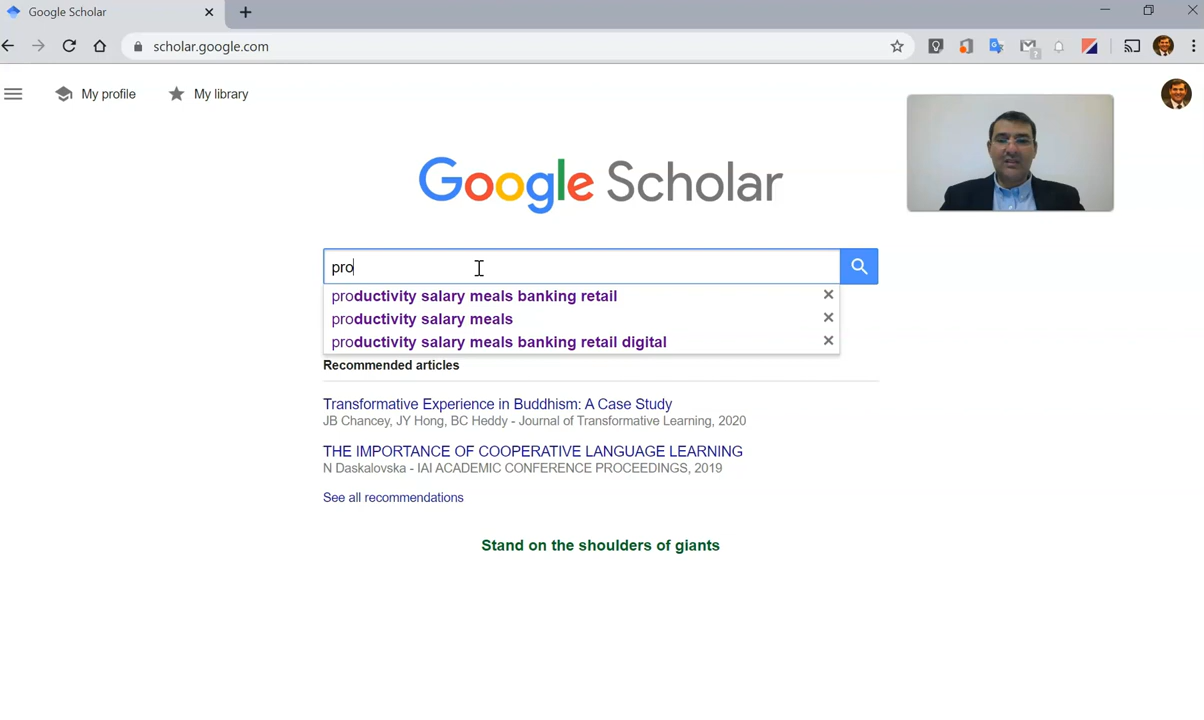 Google Scholar
scholar.google.com
My profile
My library
Google Scholar
pro
productivity salary meals banking retail
productivity salary meals
productivity salary meals banking retail digital
Recommended articles
Transformative Experience in Buddhism: A Case Study
JB Chancey, JY Hong, BC Heddy - Journal of Transformative Learning, 2020
THE IMPORTANCE OF COOPERATIVE LANGUAGE LEARNING
N Daskalovska - IAI ACADEMIC CONFERENCE PROCEEDINGS, 2019
See all recommendations
Stand on the shoulders of giants